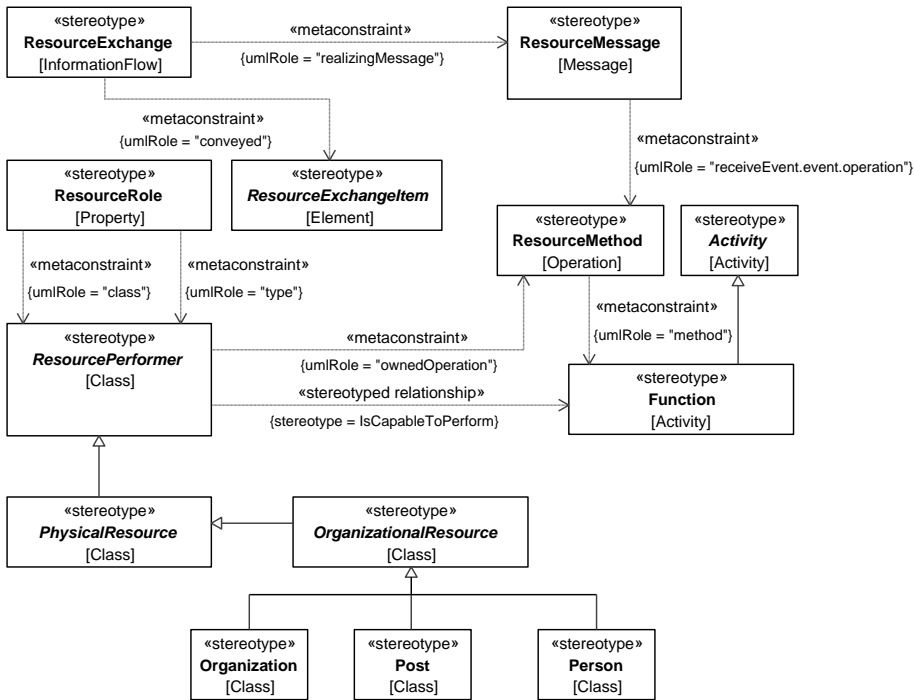 «stereotype»
ResourceExchange
[InformationFlow]
«metaconstraint»
{umlRole = "realizingMessage"}
«stereotype»
ResourceMessage
[Message]
«metaconstraint»
{umlRole = "conveyed"}
«metaconstraint»
{umlRole = "receiveEvent.event.operation"}
«stereotype»
ResourceRole
[Property]
«stereotype»
ResourceExchangeItem
[Element]
«stereotype»
ResourceMethod
[Operation]
«stereotype»
Activity
[Activity]
«metaconstraint»
{umlRole = "class"}
«metaconstraint»
{umlRole = "type"}
«metaconstraint»
{umlRole = "method"}
«stereotype»
ResourcePerformer
[Class]
«metaconstraint»
{umlRole = "ownedOperation"}
«stereotyped relationship»
{stereotype = IsCapableToPerform}
«stereotype»
Function
[Activity]
«stereotype»
PhysicalResource
[Class]
«stereotype»
OrganizationalResource
[Class]
«stereotype»
Organization
[Class]
«stereotype»
Post
[Class]
«stereotype»
Person
[Class]